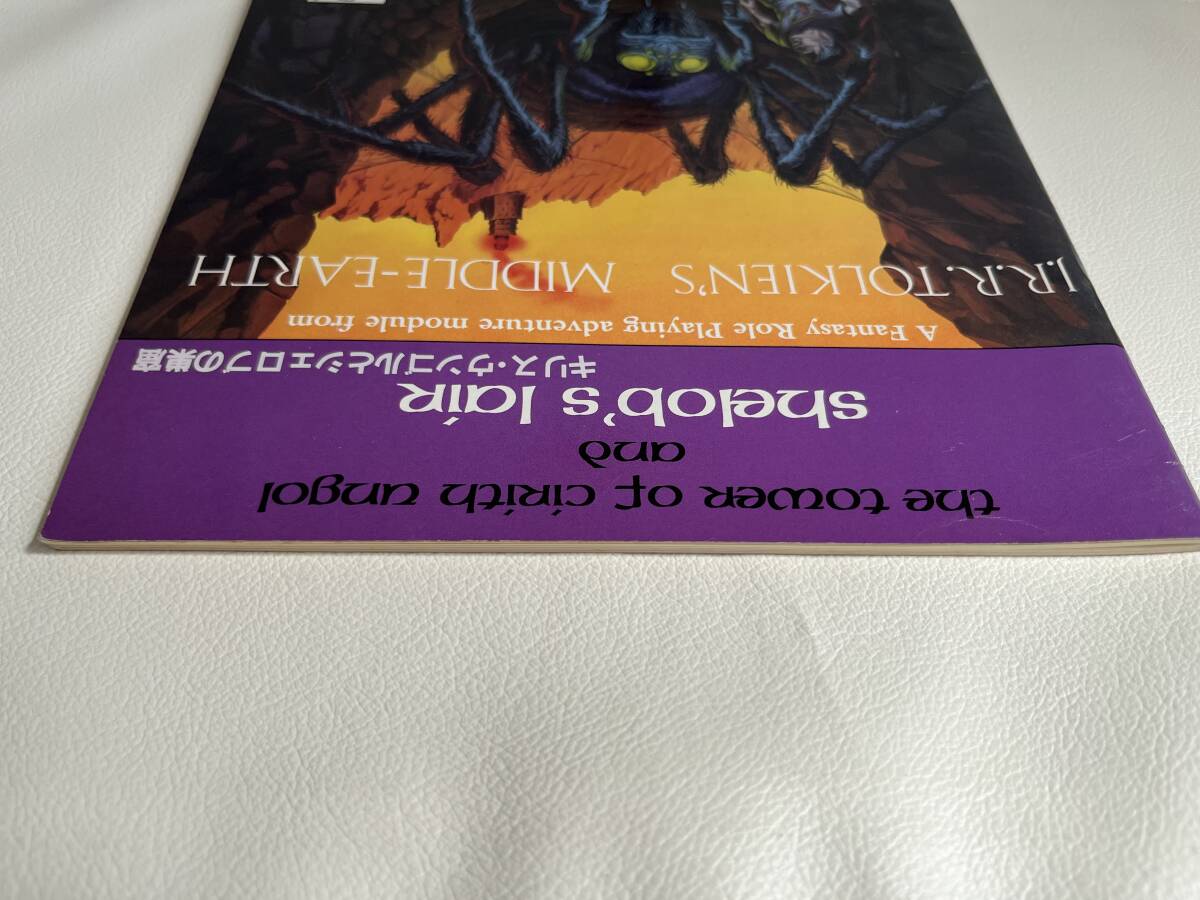 the tower of cirith ungol
and
shelob's lair
キリス・ウンゴルとシェロブの巣窟
A Fantasy Role Playing adventure module from
J.R.R. TOLKIEN'S MIDDLE-EARTH